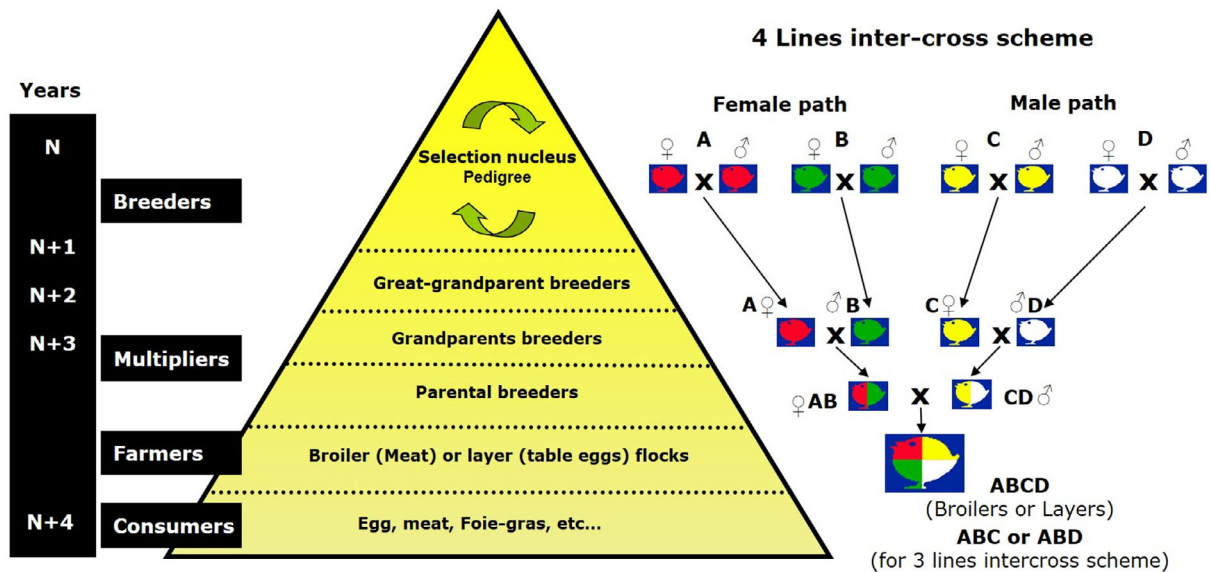 4 Lines inter-cross scheme
Years
N
N+1
N+2
N+3
N+4
Breeders
Multipliers
Farmers
Consumers
Selection nucleus
Pedigree
Great-grandparent breeders
Grandparents breeders
Parental breeders
Broiler (Meat) or layer (table eggs) flocks
Egg, meat, Foie-gras, etc...
Female path
Male path
♀ A ♂ ♀ B ♂ ♀ C ♂ ♀ D ♂
X X X X
A♀ ♂B C♀ ♂D
X X
♀AB X CD♂
ABCD
(Broilers or Layers)
ABC or ABD
(for 3 lines intercross scheme)